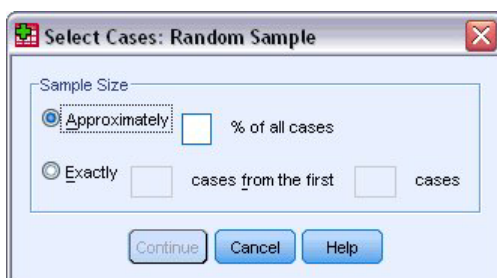 Select Cases: Random Sample
Sample Size
Approximately % of all cases
Exactly cases from the first cases
Continue Cancel Help